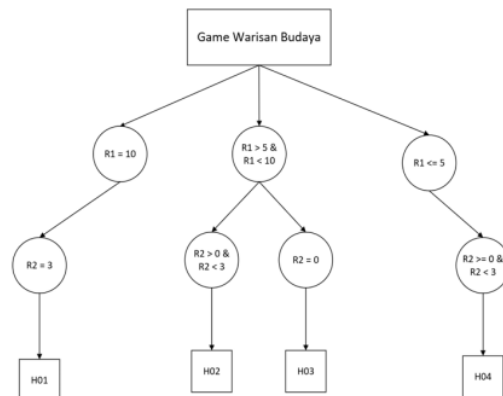 Game Warisan Budaya
R1 = 10
R1 > 5 &
R1 < 10
R1 <= 5
R2 = 3
R2 > 0 &
R2 < 3
R2 = 0
R2 >= 0 &
R2 < 3
H01
H02
H03
H04